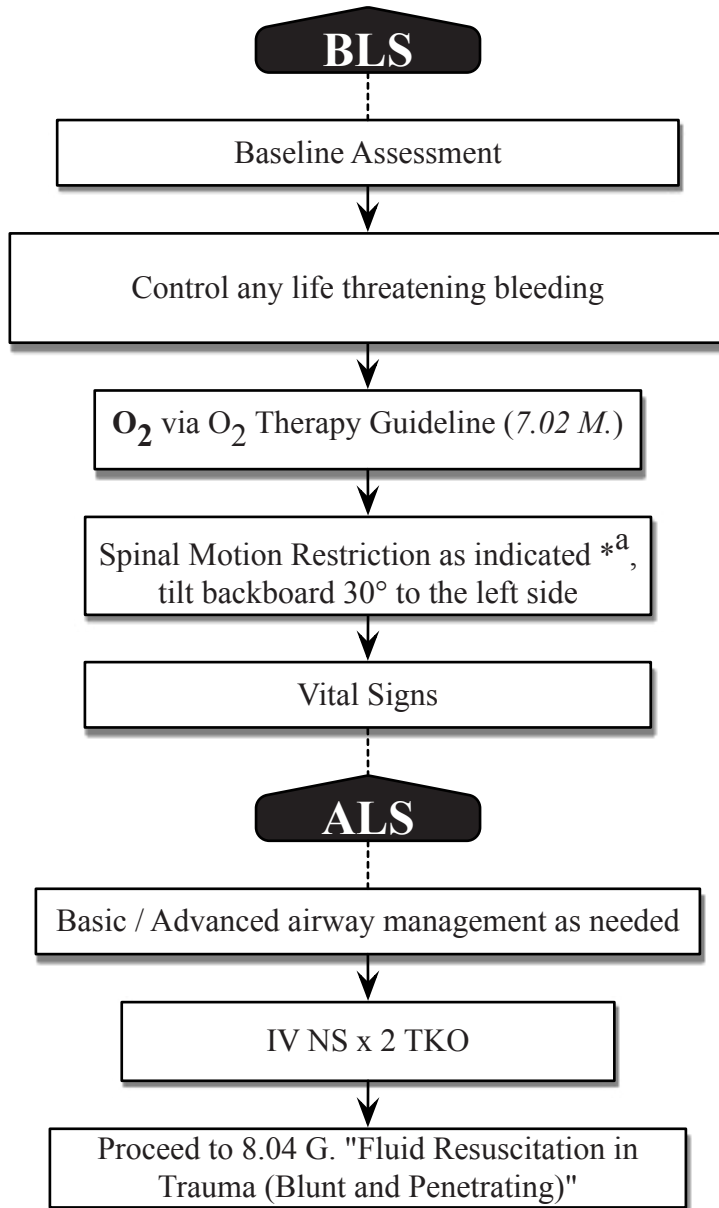 BLS
Baseline Assessment
Control any life threatening bleeding
O₂ via O₂ Therapy Guideline (7.02 M.)
Spinal Motion Restriction as indicated *ᵃ,
tilt backboard 30° to the left side
Vital Signs
ALS
Basic / Advanced airway management as needed
IV NS x 2 TKO
Proceed to 8.04 G. "Fluid Resuscitation in
Trauma (Blunt and Penetrating)"